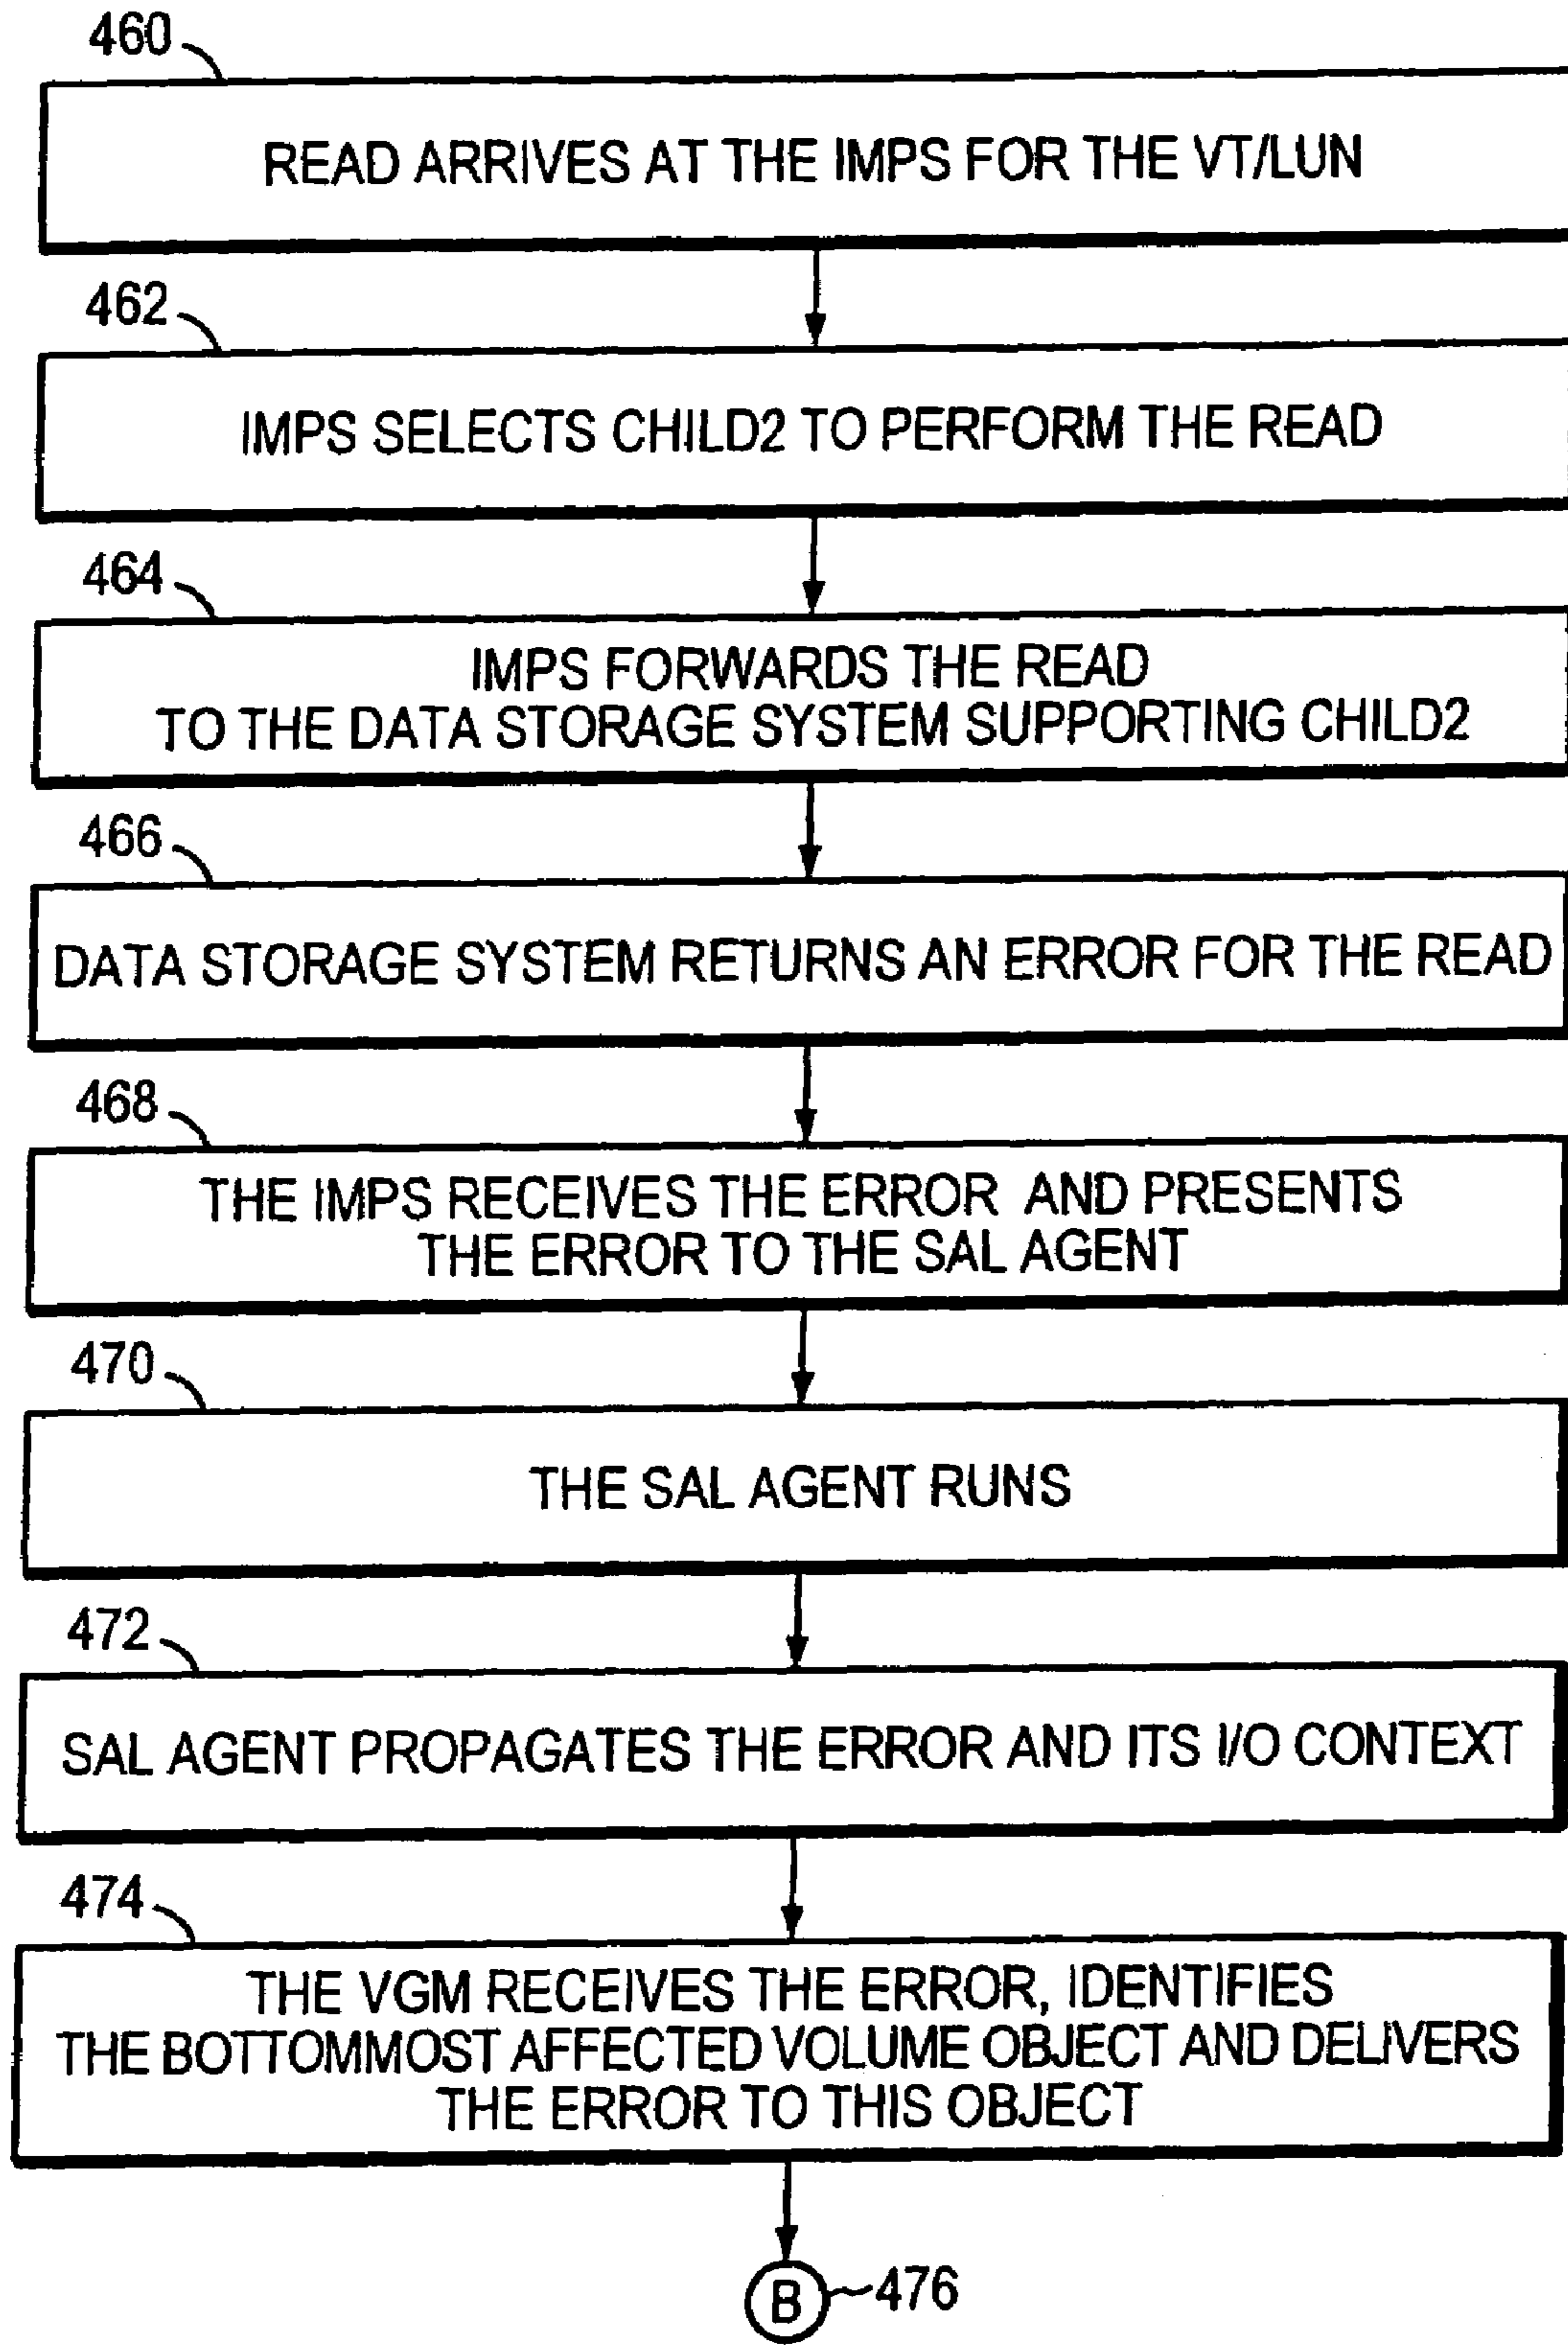 460
READ ARRIVES AT THE IMPS FOR THE VT/LUN
462
IMPS SELECTS CHILD2 TO PERFORM THE READ
464
IMPS FORWARDS THE READ
TO THE DATA STORAGE SYSTEM SUPPORTING CHILD2
466
DATA STORAGE SYSTEM RETURNS AN ERROR FOR THE READ
468
THE IMPS RECEIVES THE ERROR AND PRESENTS
THE ERROR TO THE SAL AGENT
470
THE SAL AGENT RUNS
472
SAL AGENT PROPAGATES THE ERROR AND ITS I/O CONTEXT
474
THE VGM RECEIVES THE ERROR, IDENTIFIES
THE BOTTOMMOST AFFECTED VOLUME OBJECT AND DELIVERS
THE ERROR TO THIS OBJECT
B 476